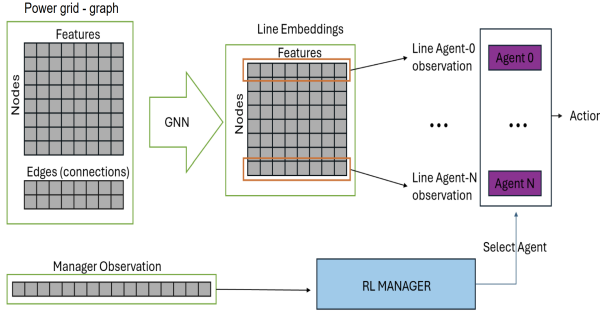 Power grid - graph
Features
Nodes
Edges (connections)
GNN
Line Embeddings
Features
Nodes
Line Agent-0
observation
...
Line Agent-N
observation
Agent 0
...
Agent N
Action
Select Agent
Manager Observation
RL MANAGER